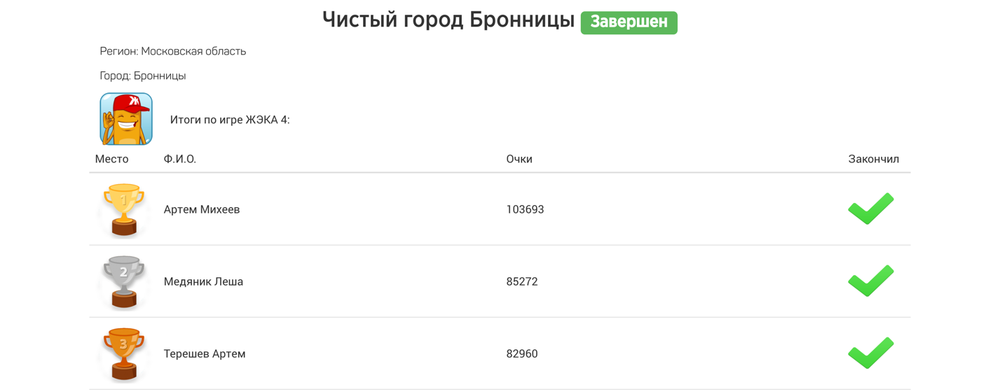 Чистый город Бронницы Завершен
Регион: Московская область
Город: Бронницы
Ж
Итоги по игре ЖЭКА 4:
Место Ф.И.О. Очки Закончил
1 Артем Михеев 103693
2 Медяник Леша 85272
3 Терешев Артем 82960